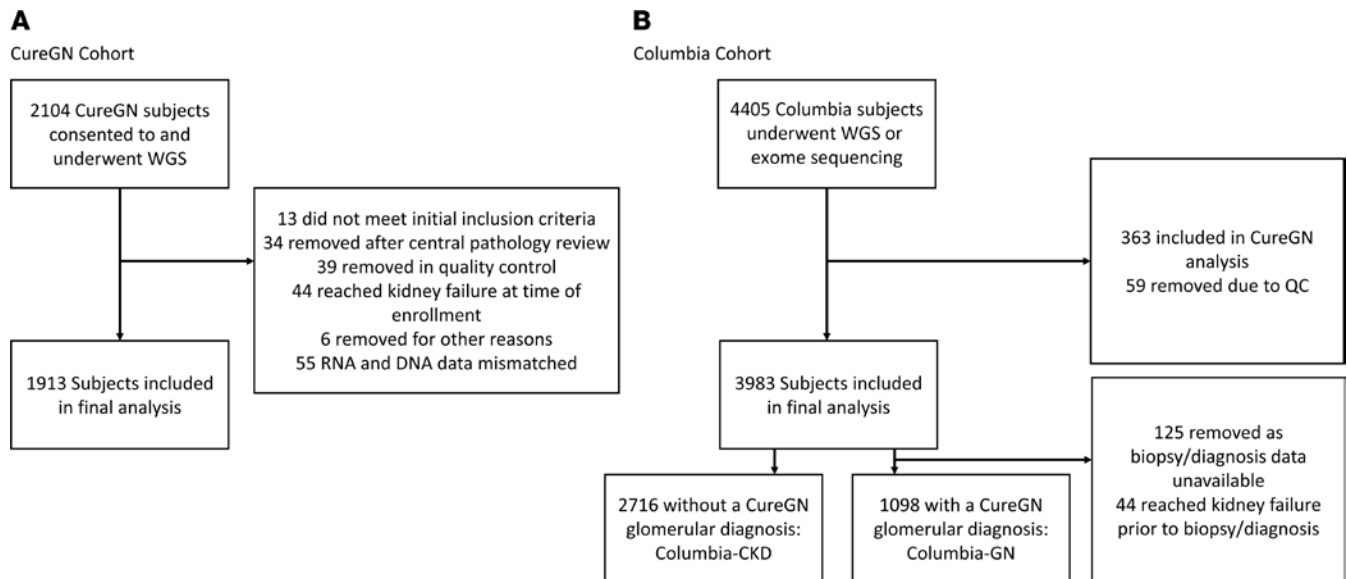 A
CureGN Cohort
2104 CureGN subjects
consented to and
underwent WGS
13 did not meet initial inclusion criteria
34 removed after central pathology review
39 removed in quality control
44 reached kidney failure at time of
enrollment
6 removed for other reasons
55 RNA and DNA data mismatched
1913 Subjects included
in final analysis
B
Columbia Cohort
4405 Columbia subjects
underwent WGS or
exome sequencing
363 included in CureGN
analysis
59 removed due to QC
3983 Subjects included
in final analysis
125 removed as
biopsy/diagnosis data
unavailable
44 reached kidney failure
prior to biopsy/diagnosis
2716 without a CureGN
glomerular diagnosis:
Columbia-CKD
1098 with a CureGN
glomerular diagnosis:
Columbia-GN